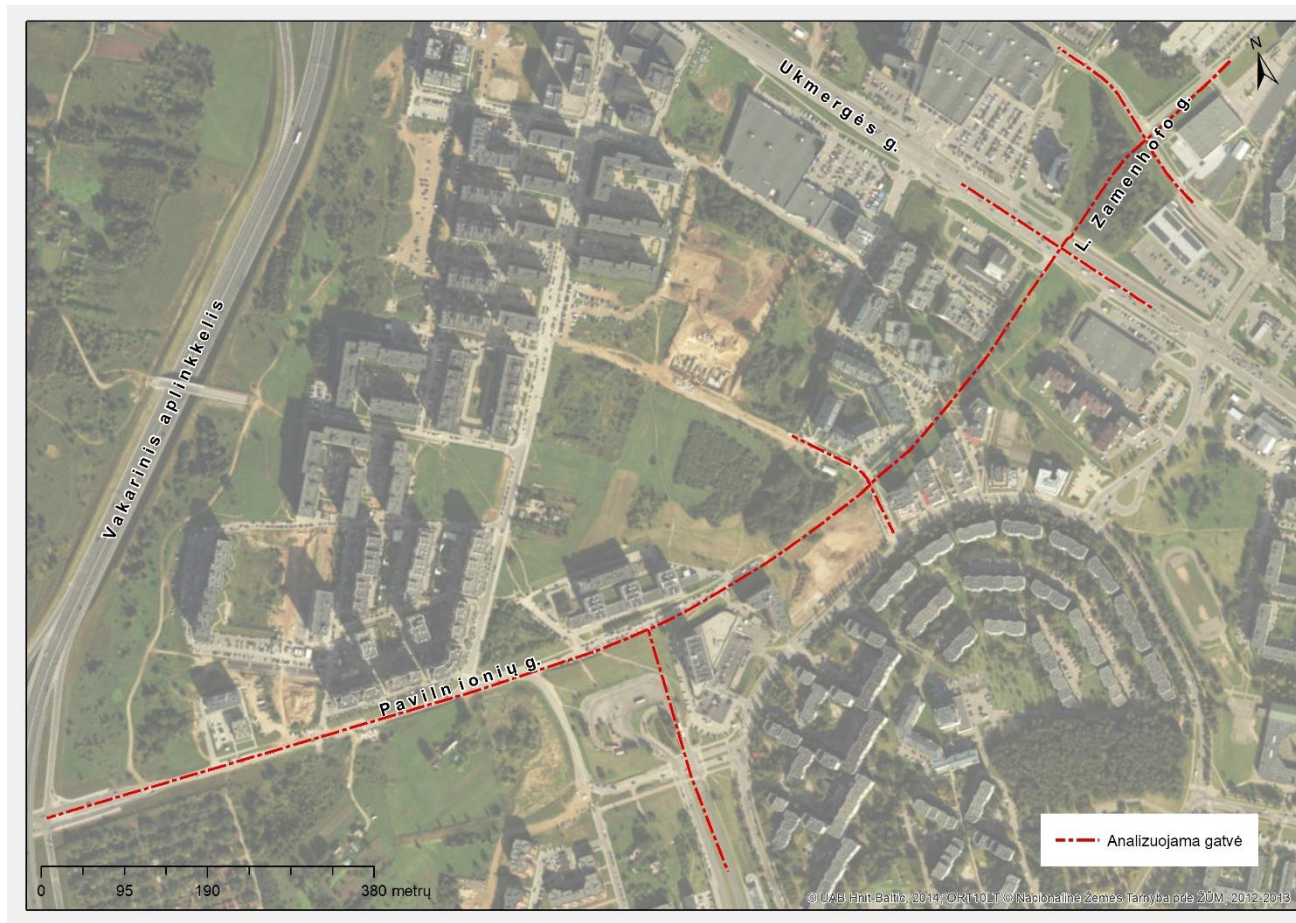 Ukmergės g.
N
L. Zamenhofo g.
Vakarinis aplinkkelis
Pavilnionių g.
Analizuojama gatvė
0 95 190 380 metrų
© UAB Hnit-Baltic, 2014; ORT10LT © Nacionalinė Žemės Tarnyba prie ŽŪM, 2012-2013